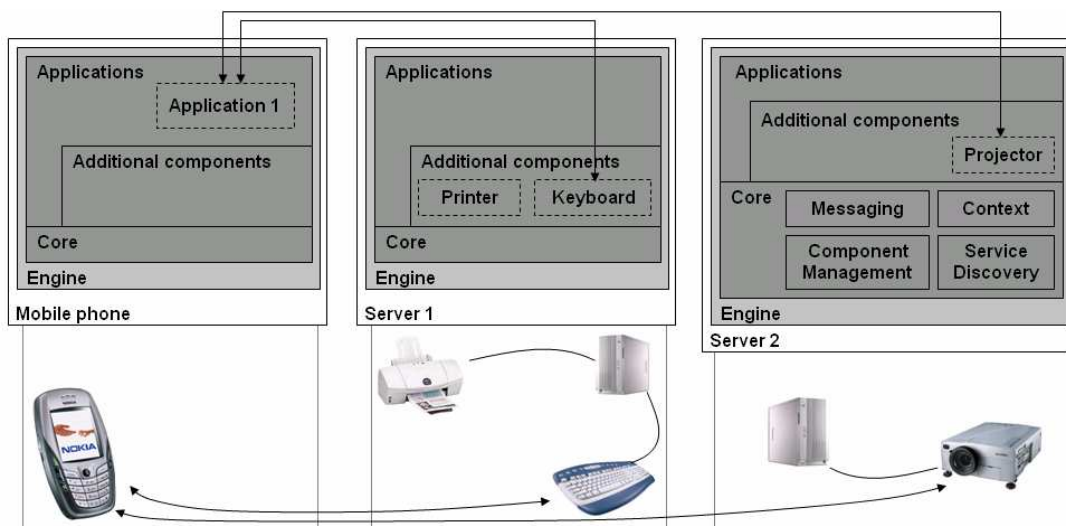 Applications
Application 1
Additional components
Core
Engine
Mobile phone
Applications
Additional components
Printer
Keyboard
Core
Engine
Server 1
Applications
Additional components
Projector
Core
Messaging
Context
Component
Management
Service
Discovery
Engine
Server 2
NOKIA